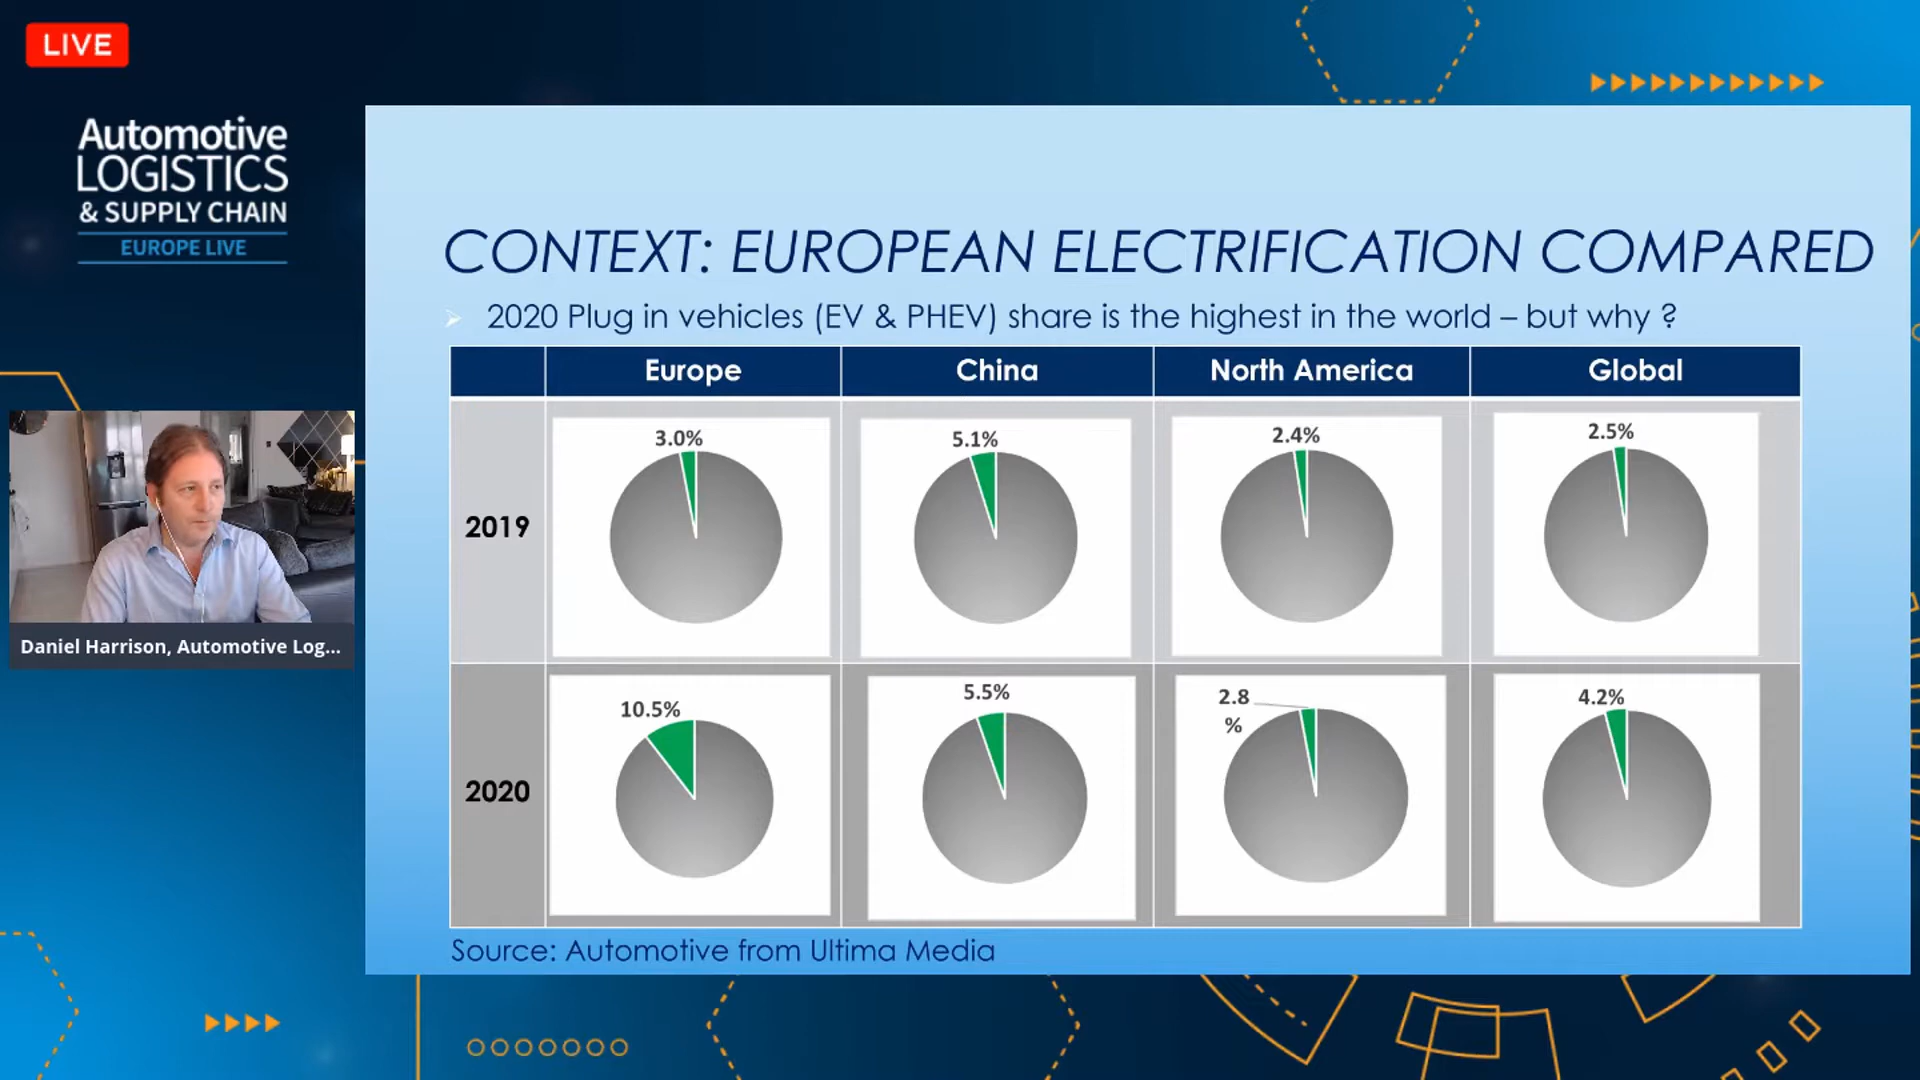 LIVE
Automotive
LOGISTICS
& SUPPLY CHAIN
EUROPE LIVE
CONTEXT: EUROPEAN ELECTRIFICATION COMPARED
2020 Plug in vehicles (EV & PHEV) share is the highest in the world – but why ?
Europe China North America Global
2019
3.0% 5.1% 2.4% 2.5%
2020
10.5% 5.5% 2.8 4.2%
%
Source: Automotive from Ultima Media
Daniel Harrison, Automotive Log...